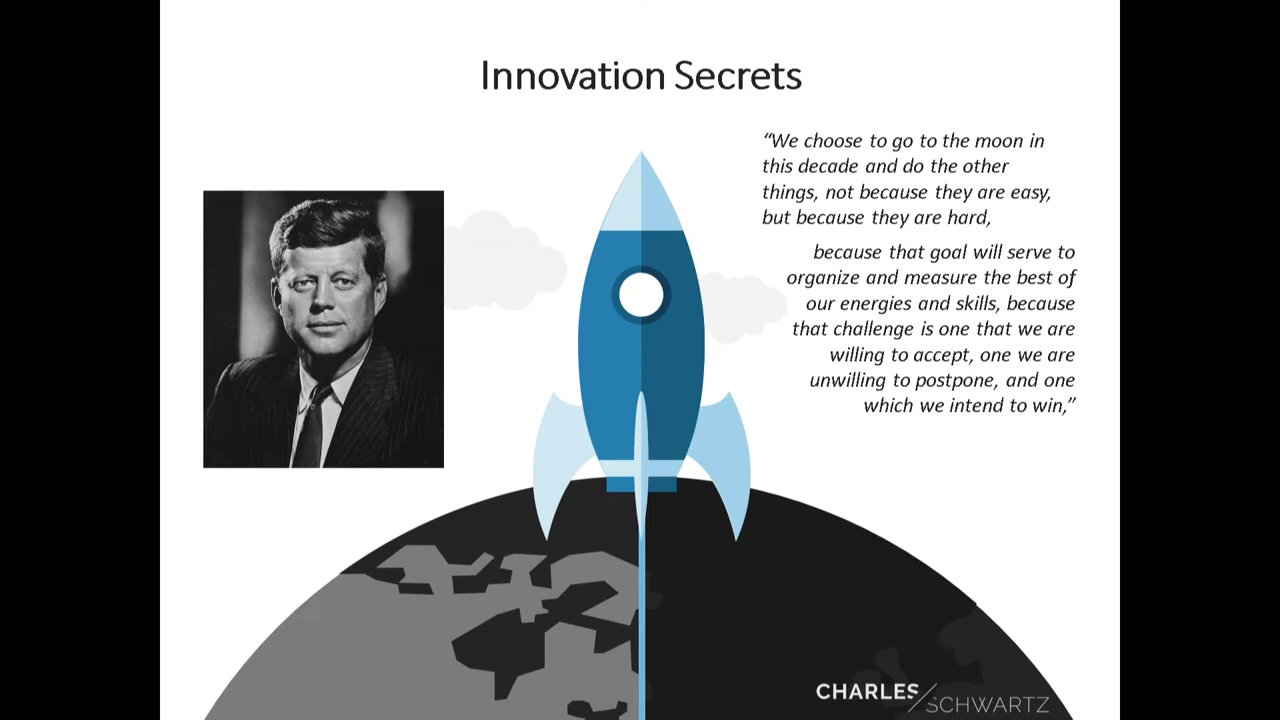 Innovation Secrets
“We choose to go to the moon in
this decade and do the other
things, not because they are easy,
but because they are hard,
because that goal will serve to
organize and measure the best of
our energies and skills, because
that challenge is one that we are
willing to accept, one we are
unwilling to postpone, and one
which we intend to win,”
CHARLES
SCHWARTZ